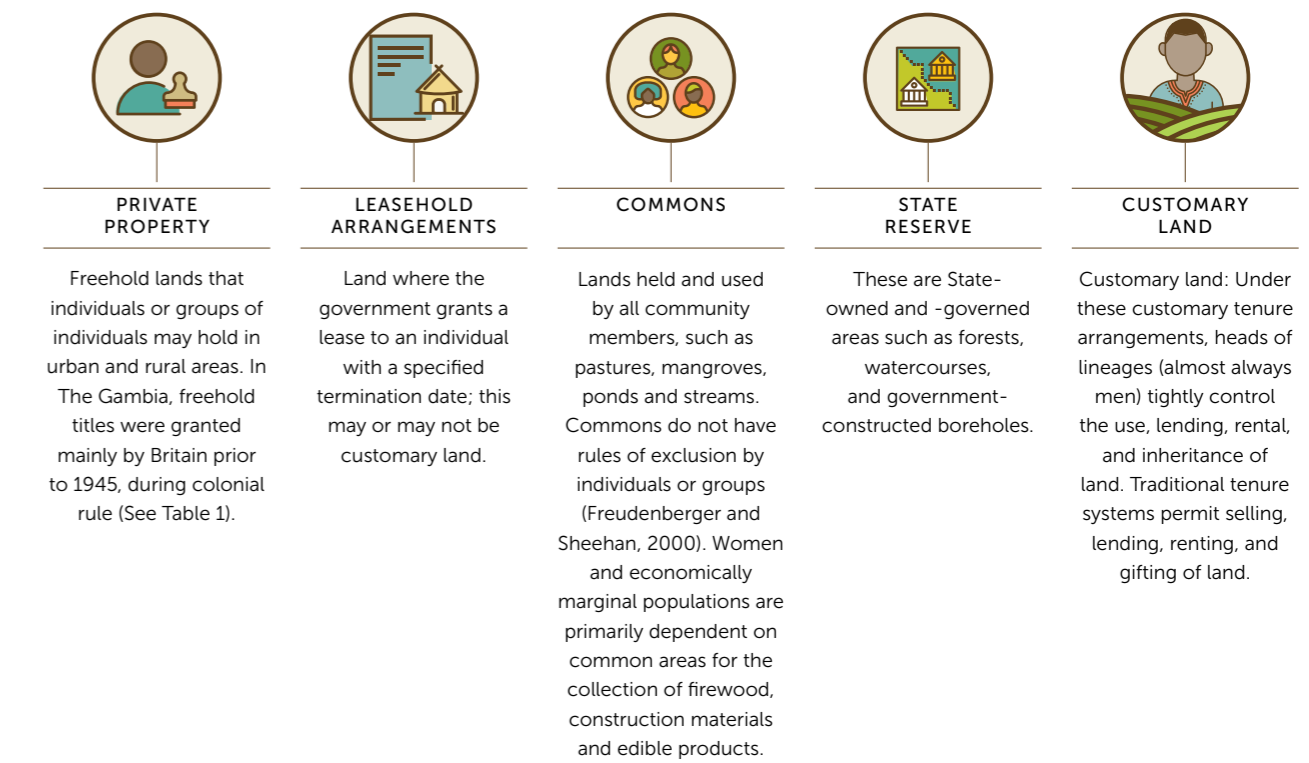 PRIVATE
PROPERTY
Freehold lands that
individuals or groups of
individuals may hold in
urban and rural areas. In
The Gambia, freehold
titles were granted
mainly by Britain prior
to 1945, during colonial
rule (See Table 1).
LEASEHOLD
ARRANGEMENTS
Land where the
government grants a
lease to an individual
with a specified
termination date; this
may or may not be
customary land.
COMMONS
Lands held and used
by all community
members, such as
pastures, mangroves,
ponds and streams.
Commons do not have
rules of exclusion by
individuals or groups
(Freudenberger and
Sheehan, 2000). Women
and economically
marginal populations are
primarily dependent on
common areas for the
collection of firewood,
construction materials
and edible products.
STATE
RESERVE
These are State-
owned and -governed
areas such as forests,
watercourses,
and government-
constructed boreholes.
CUSTOMARY
LAND
Customary land: Under
these customary tenure
arrangements, heads of
lineages (almost always
men) tightly control
the use, lending, rental,
and inheritance of
land. Traditional tenure
systems permit selling,
lending, renting, and
gifting of land.